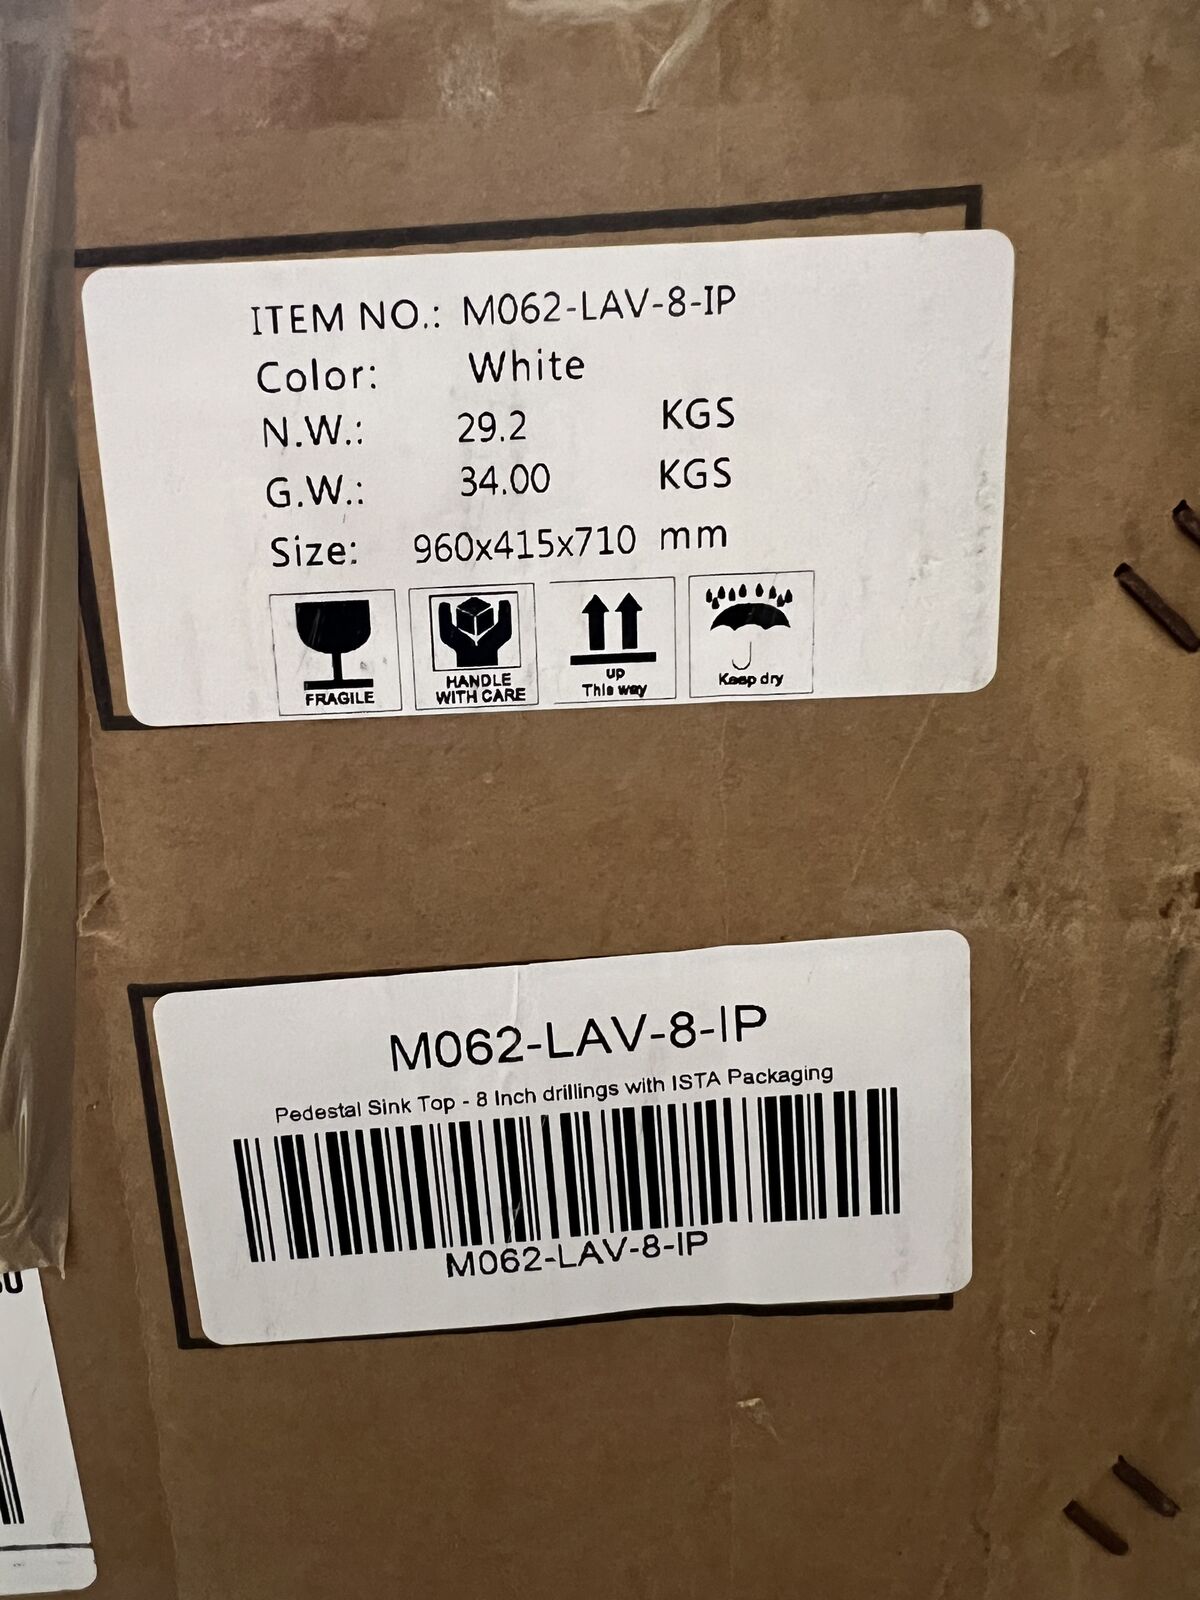 ITEM NO.: M062-LAV-8-IP
Color: White
N.W.: 29.2 KGS
G.W.: 34.00 KGS
Size: 960x415x710 mm
FRAGILE
HANDLE
WITH CARE
up
This way
Keep dry
M062-LAV-8-IP
Pedestal Sink Top - 8 Inch drillings with ISTA Packaging
M062-LAV-8-IP